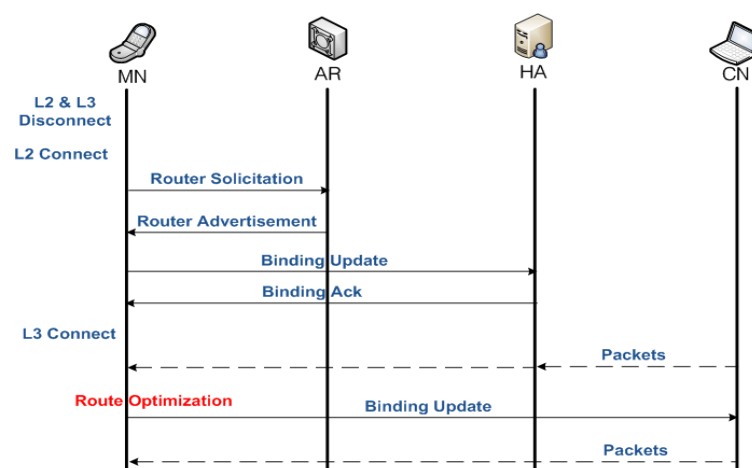 MN
AR
HA
CN
L2 & L3
Disconnect
L2 Connect
Router Solicitation
Router Advertisement
Binding Update
Binding Ack
L3 Connect
Packets
Route Optimization
Binding Update
Packets